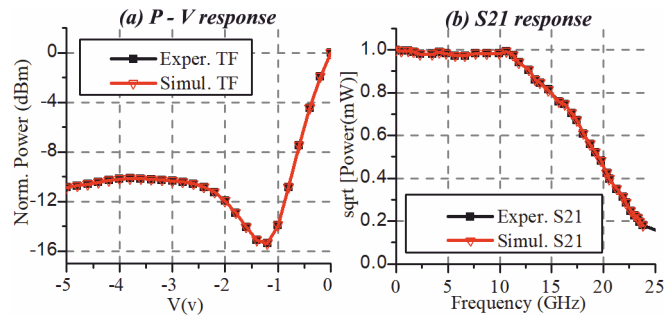 (a) P - V response
(b) S21 response
Norm. Power (dBm)
0
-4
-8
-12
-16
Exper. TF
Simul. TF
-5
-4
-3
-2
-1
0
V(v)
sqrt [Power(mW)]
1.0
0.8
0.6
0.4
0.2
0.0
Exper. S21
Simul. S21
0
5
10
15
20
25
Frequency (GHz)